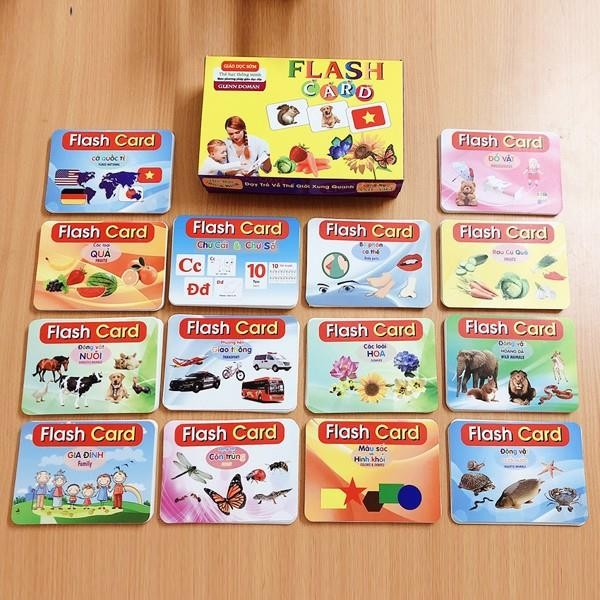 GIÁO DỤC SỚM
Thẻ học thông minh
GLENN DOMAN
FLASH
CARD
Dạy Trẻ Về Thế Giới Xung Quanh
Flash Card
CỜ QUỐC TẾ
Flash Card
ĐỒ VẬT
Flash Card
Các loại
QUẢ
FRUITS
Flash Card
Chữ Cái & Chữ Số
Cc
Đđ
10
Flash Card
Bộ phận
cơ thể
Body parts
Flash Card
Rau Củ Quả
Flash Card
Động vật
NUÔI
Flash Card
Phương tiện
Giao thông
TRANSPORT
Flash Card
Các loài
HOA
FLOWERS
Flash Card
Động vật
HOANG DÃ
WILD ANIMALS
Flash Card
GIA ĐÌNH
Family
Flash Card
Côn trùng
Flash Card
Màu sắc
Hình khối
COLORS & SHAPES
Flash Card
Động vật